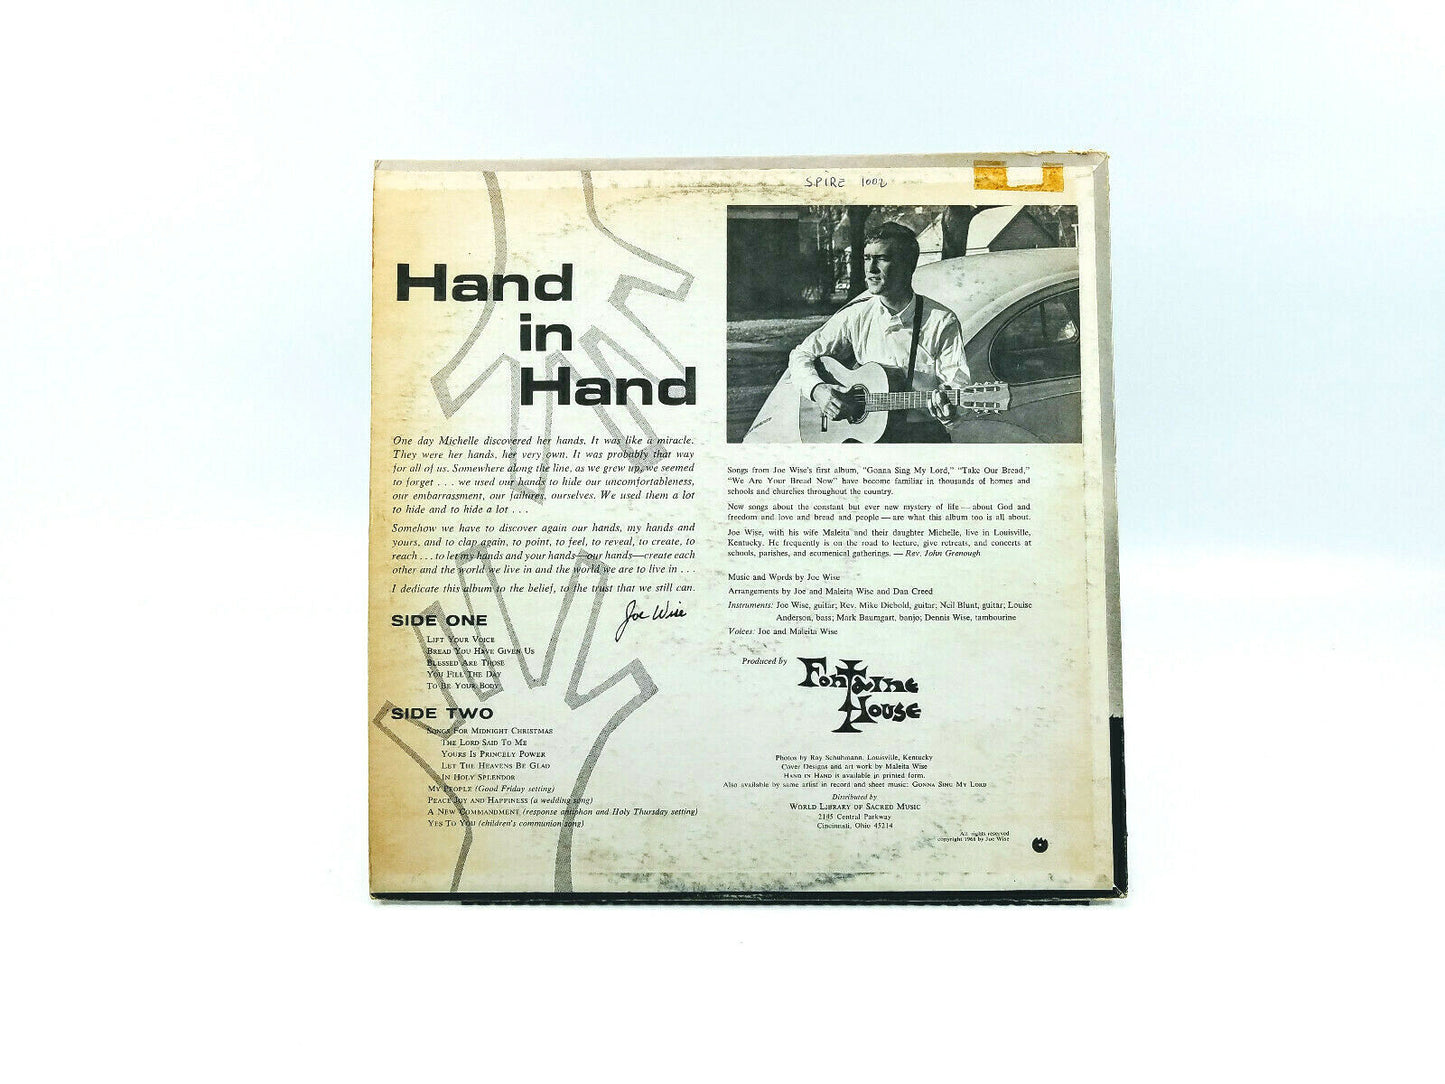 SPIRE 1002
Hand
in
Hand
One day Michelle discovered her hands. It was like a miracle.
They were her hands, her very own. It was probably that way
for all of us. Somewhere along the line, as we grew up, we seemed
to forget . . . we used our hands to hide our uncomfortableness,
our embarrassment, our failures, ourselves. We used them a lot
to hide and to hide a lot . . .
Somehow we have to discover again our hands, my hands and
yours, and to clap again, to point, to feel, to reveal, to create, to
reach . . . to let my hands and your hands—our hands—create each
other and the world we live in and the world we are to live in . . .
I dedicate this album to the belief, to the trust that we still can.
Joe Wise
SIDE ONE
LIFT YOUR VOICE
BREAD YOU HAVE GIVEN US
BLESSED ARE THOSE
YOU FILL THE DAY
TO BE YOUR BODY
SIDE TWO
SONGS FOR MIDNIGHT CHRISTMAS
THE LORD SAID TO ME
YOURS IS PRINCELY POWER
LET THE HEAVENS BE GLAD
IN HOLY SPLENDOR
MY PEOPLE (Good Friday setting)
PEACE JOY AND HAPPINESS (a wedding song)
A NEW COMMANDMENT (response antiphon and Holy Thursday setting)
YES TO YOU (children's communion song)
Songs from Joe Wise's first album, "Gonna Sing My Lord," "Take Our Bread,"
"We Are Your Bread Now" have become familiar in thousands of homes and
schools and churches throughout the country.
Now songs about the constant but ever new mystery of life — about God and
freedom and love and bread and people — are what this album too is all about.
Joe Wise, with his wife Maleita and their daughter Michelle, live in Louisville,
Kentucky. He frequently is on the road to lecture, give retreats, and concerts at
schools, parishes, and ecumenical gatherings. — Rev. John Grenough
Music and Words by Joe Wise
Arrangements by Joe and Maleita Wise and Dan Creed
Instruments: Joe Wise, guitar; Rev. Mike Diebold, guitar; Neil Blunt, guitar; Louise
Anderson, bass; Mark Baumgart, banjo; Dennis Wise, tambourine
Voices: Joe and Maleita Wise
Produced by
Fontaine
House
Photos by Ray Schuhmann, Louisville, Kentucky
Cover Designs and art work by Maleita Wise
HAND IN HAND is available in printed form.
Also available by same artist in record and sheet music: GONNA SING MY LORD
Distributed by
WORLD LIBRARY OF SACRED MUSIC
2145 Central Parkway
Cincinnati, Ohio 45214
All rights reserved
copyright 1968 by Joe Wise